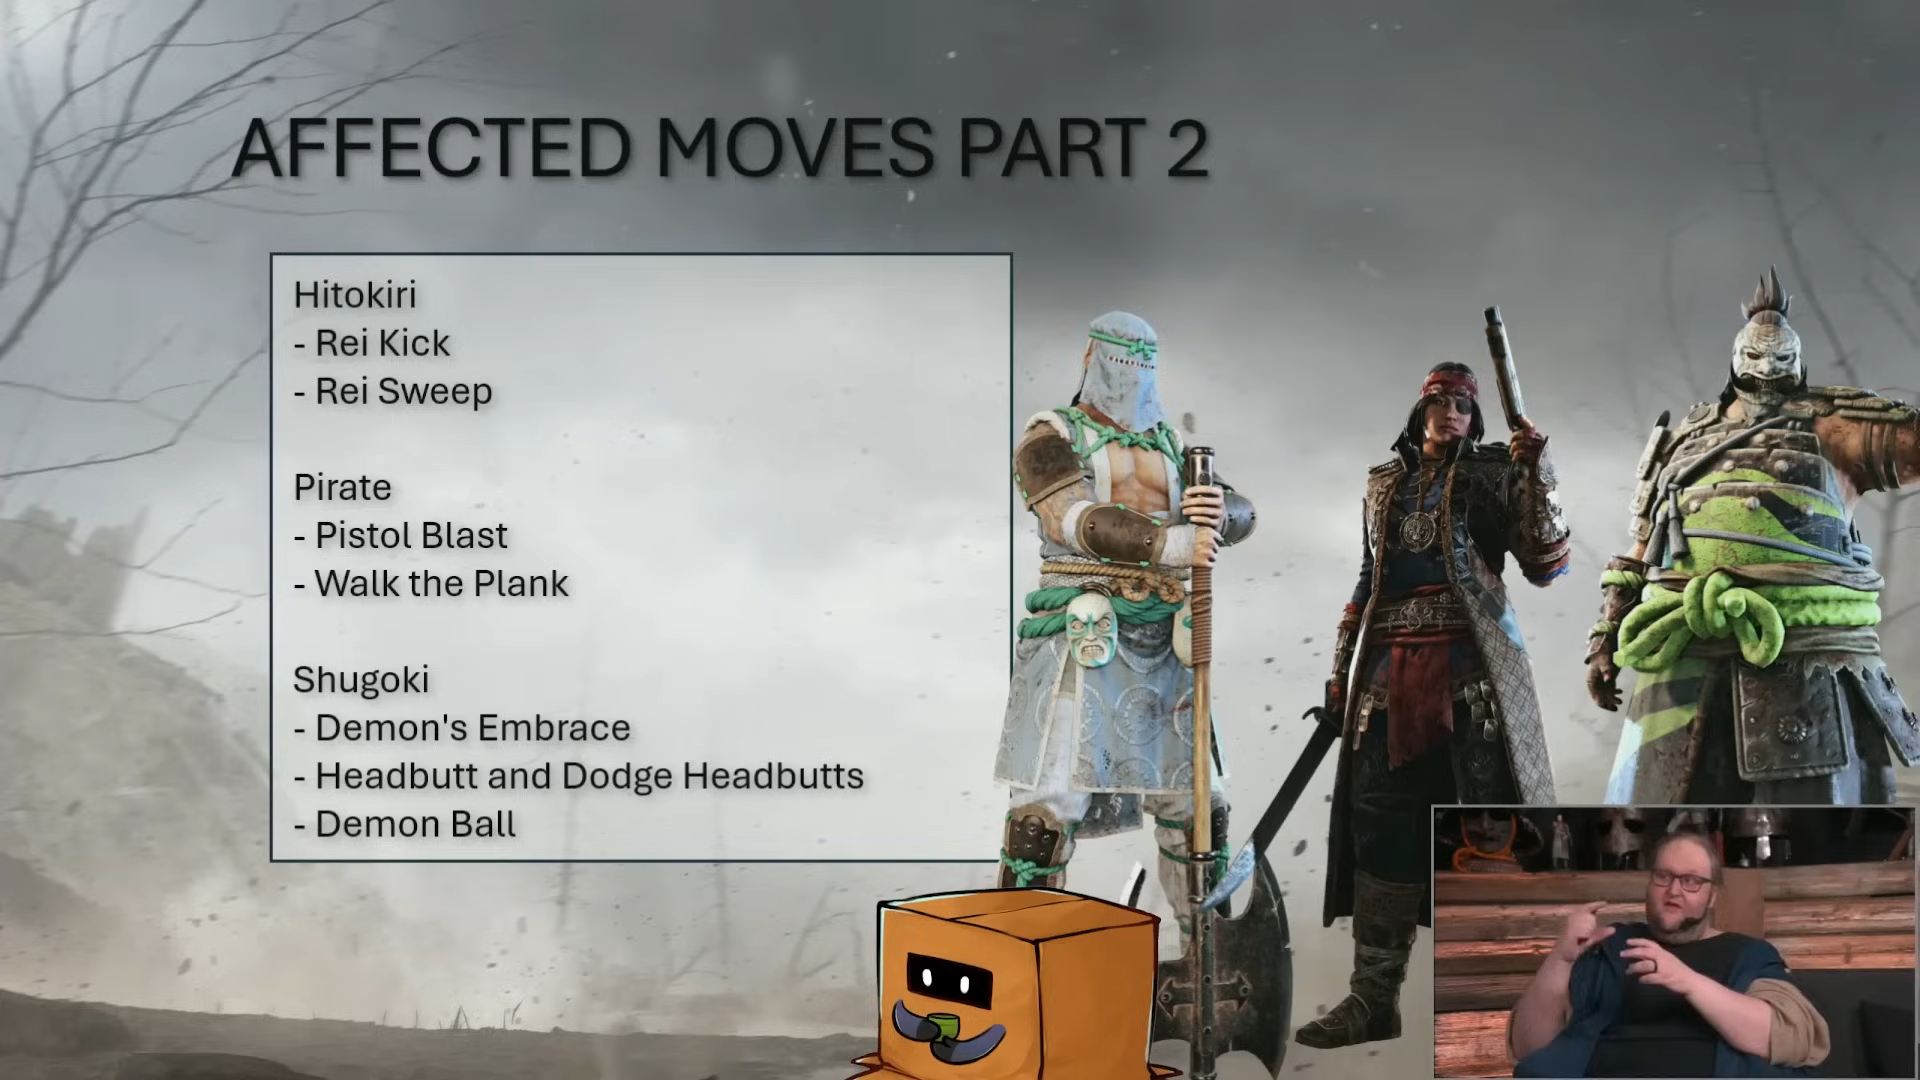 AFFECTED MOVES PART 2
Hitokiri
- Rei Kick
- Rei Sweep
Pirate
- Pistol Blast
- Walk the Plank
Shugoki
- Demon's Embrace
- Headbutt and Dodge Headbutts
- Demon Ball